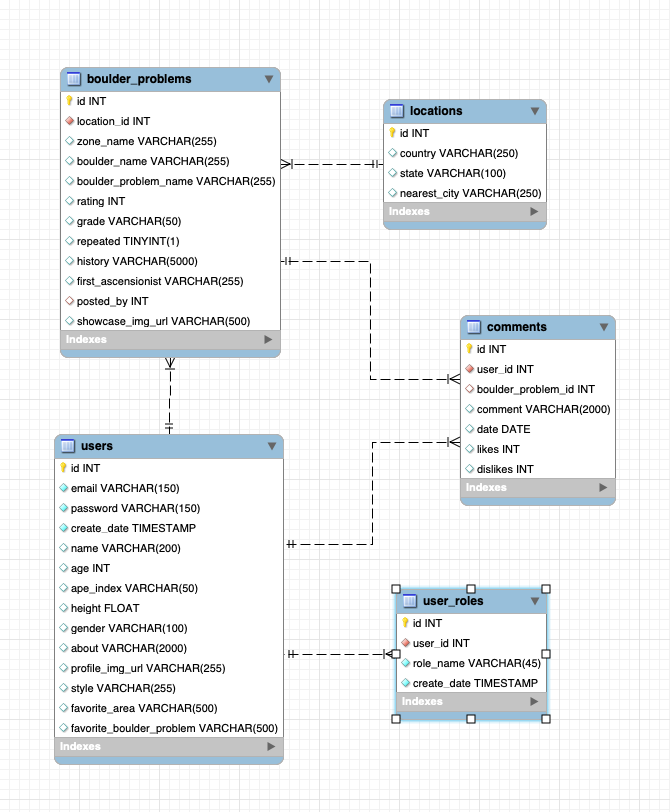 boulder_problems
id INT
location_id INT
zone_name VARCHAR(255)
boulder_name VARCHAR(255)
boulder_problem_name VARCHAR(255)
rating INT
grade VARCHAR(50)
repeated TINYINT(1)
history VARCHAR(5000)
first_ascensionist VARCHAR(255)
posted_by INT
showcase_img_url VARCHAR(500)
Indexes
locations
id INT
country VARCHAR(250)
state VARCHAR(100)
nearest_city VARCHAR(250)
Indexes
comments
id INT
user_id INT
boulder_problem_id INT
comment VARCHAR(2000)
date DATE
likes INT
dislikes INT
Indexes
users
id INT
email VARCHAR(150)
password VARCHAR(150)
create_date TIMESTAMP
name VARCHAR(200)
age INT
ape_index VARCHAR(50)
height FLOAT
gender VARCHAR(100)
about VARCHAR(2000)
profile_img_url VARCHAR(255)
style VARCHAR(255)
favorite_area VARCHAR(500)
favorite_boulder_problem VARCHAR(500)
Indexes
user_roles
id INT
user_id INT
role_name VARCHAR(45)
create_date TIMESTAMP
Indexes